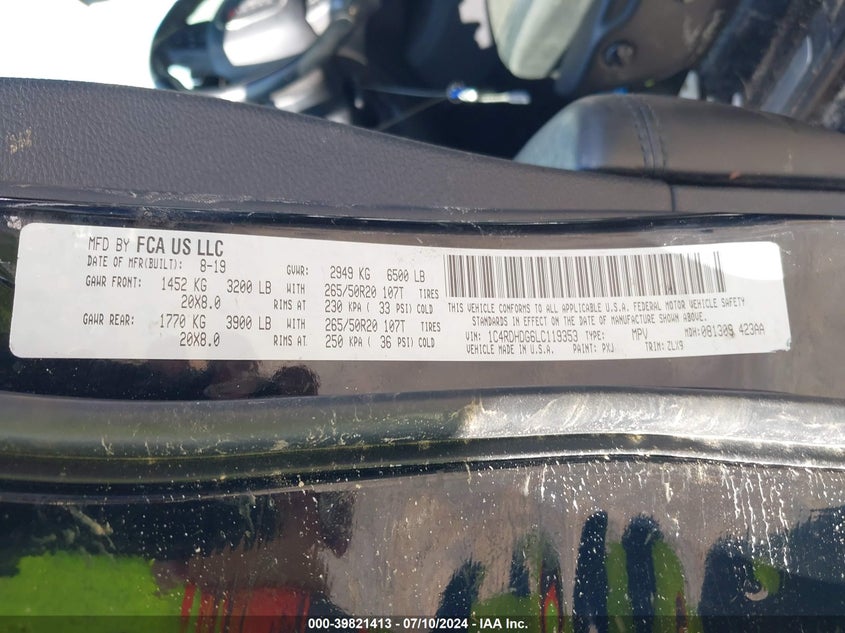 MFD BY FCA US LLC
DATE OF MFR(BUILT): 8-19 GVWR: 2949 KG 6500 LB
GAWR FRONT: 1452 KG 3200 LB WITH 265/50R20 107T TIRES
20X8.0 RIMS AT 230 KPA ( 33 PSI) COLD
GAWR REAR: 1770 KG 3900 LB WITH 265/50R20 107T TIRES
20X8.0 RIMS AT 250 KPA ( 36 PSI) COLD
THIS VEHICLE CONFORMS TO ALL APPLICABLE U.S.A. FEDERAL MOTOR VEHICLE SAFETY
STANDARDS IN EFFECT ON THE DATE OF MANUFACTURE SHOWN ABOVE.
VIN: 1C4RDHDG6LC119353 TYPE: MPV MDH: 081309 423AA
VEHICLE MADE IN U.S.A. PAINT: PXJ TRIM: ZLX9
000-39821413 - 07/10/2024 - IAA Inc.